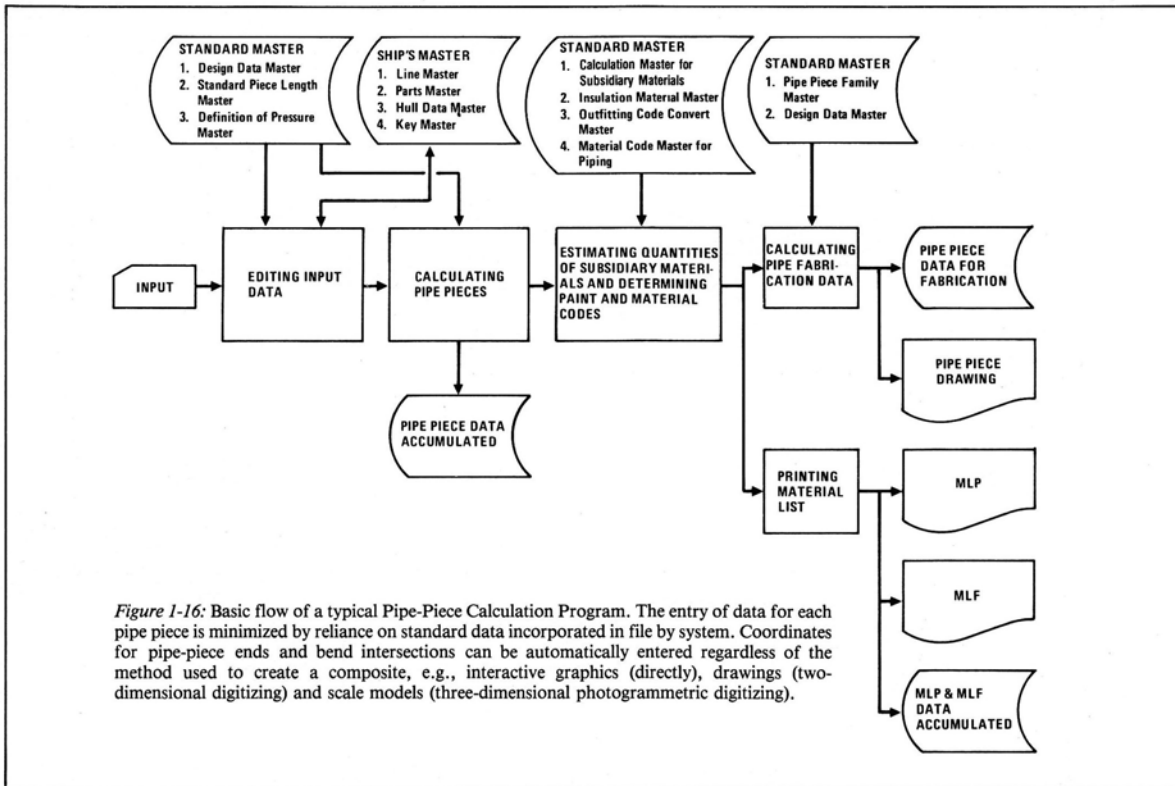 STANDARD MASTER
1. Design Data Master
2. Standard Piece Length
Master
3. Definition of Pressure
Master
SHIP'S MASTER
1. Line Master
2. Parts Master
3. Hull Data Master
4. Key Master
STANDARD MASTER
1. Calculation Master for
Subsidiary Materials
2. Insulation Material Master
3. Outfitting Code Convert
Master
4. Material Code Master for
Piping
STANDARD MASTER
1. Pipe Piece Family
Master
2. Design Data Master
INPUT
EDITING INPUT
DATA
CALCULATING
PIPE PIECES
ESTIMATING QUANTITIES
OF SUBSIDIARY MATERI-
ALS AND DETERMINING
PAINT AND MATERIAL
CODES
CALCULATING
PIPE FABRI-
CATION DATA
PIPE PIECE
DATA FOR
FABRICATION
PIPE PIECE
DRAWING
PIPE PIECE DATA
ACCUMULATED
PRINTING
MATERIAL
LIST
MLP
MLF
MLP & MLF
DATA
ACCUMULATED
Figure 1-16: Basic flow of a typical Pipe-Piece Calculation Program. The entry of data for each
pipe piece is minimized by reliance on standard data incorporated in file by system. Coordinates
for pipe-piece ends and bend intersections can be automatically entered regardless of the
method used to create a composite, e.g., interactive graphics (directly), drawings (two-
dimensional digitizing) and scale models (three-dimensional photogrammetric digitizing).